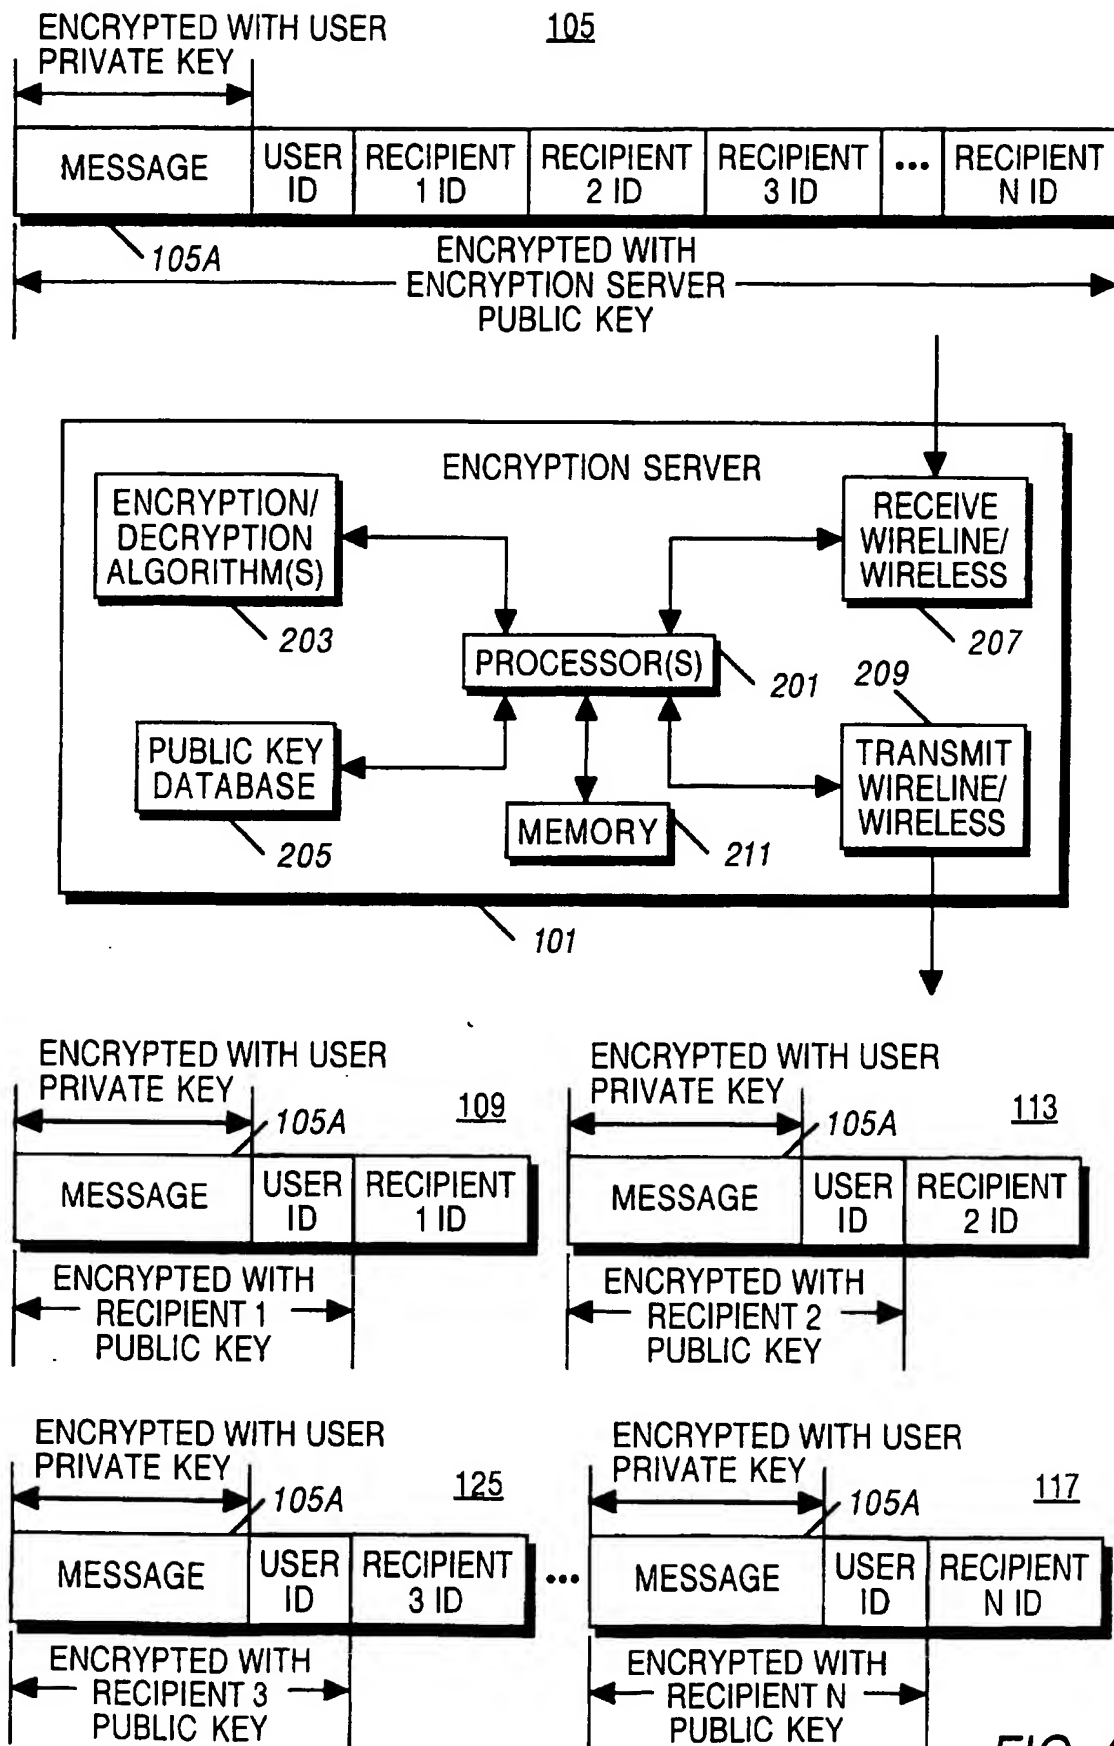 ENCRYPTED WITH USER
PRIVATE KEY
105
MESSAGE
USER
ID
RECIPIENT
1 ID
RECIPIENT
2 ID
RECIPIENT
3 ID
...
RECIPIENT
N ID
105A
ENCRYPTED WITH
ENCRYPTION SERVER
PUBLIC KEY
ENCRYPTION SERVER
ENCRYPTION/
DECRYPTION
ALGORITHM(S)
203
RECEIVE
WIRELINE/
WIRELESS
207
PROCESSOR(S)
201
209
PUBLIC KEY
DATABASE
205
MEMORY
211
TRANSMIT
WIRELINE/
WIRELESS
101
ENCRYPTED WITH USER
PRIVATE KEY
105A
109
MESSAGE
USER
ID
RECIPIENT
1 ID
ENCRYPTED WITH
RECIPIENT 1
PUBLIC KEY
ENCRYPTED WITH USER
PRIVATE KEY
105A
113
MESSAGE
USER
ID
RECIPIENT
2 ID
ENCRYPTED WITH
RECIPIENT 2
PUBLIC KEY
ENCRYPTED WITH USER
PRIVATE KEY
105A
125
MESSAGE
USER
ID
RECIPIENT
3 ID
...
ENCRYPTED WITH
RECIPIENT 3
PUBLIC KEY
ENCRYPTED WITH USER
PRIVATE KEY
105A
117
MESSAGE
USER
ID
RECIPIENT
N ID
ENCRYPTED WITH
RECIPIENT N
PUBLIC KEY
FIG.